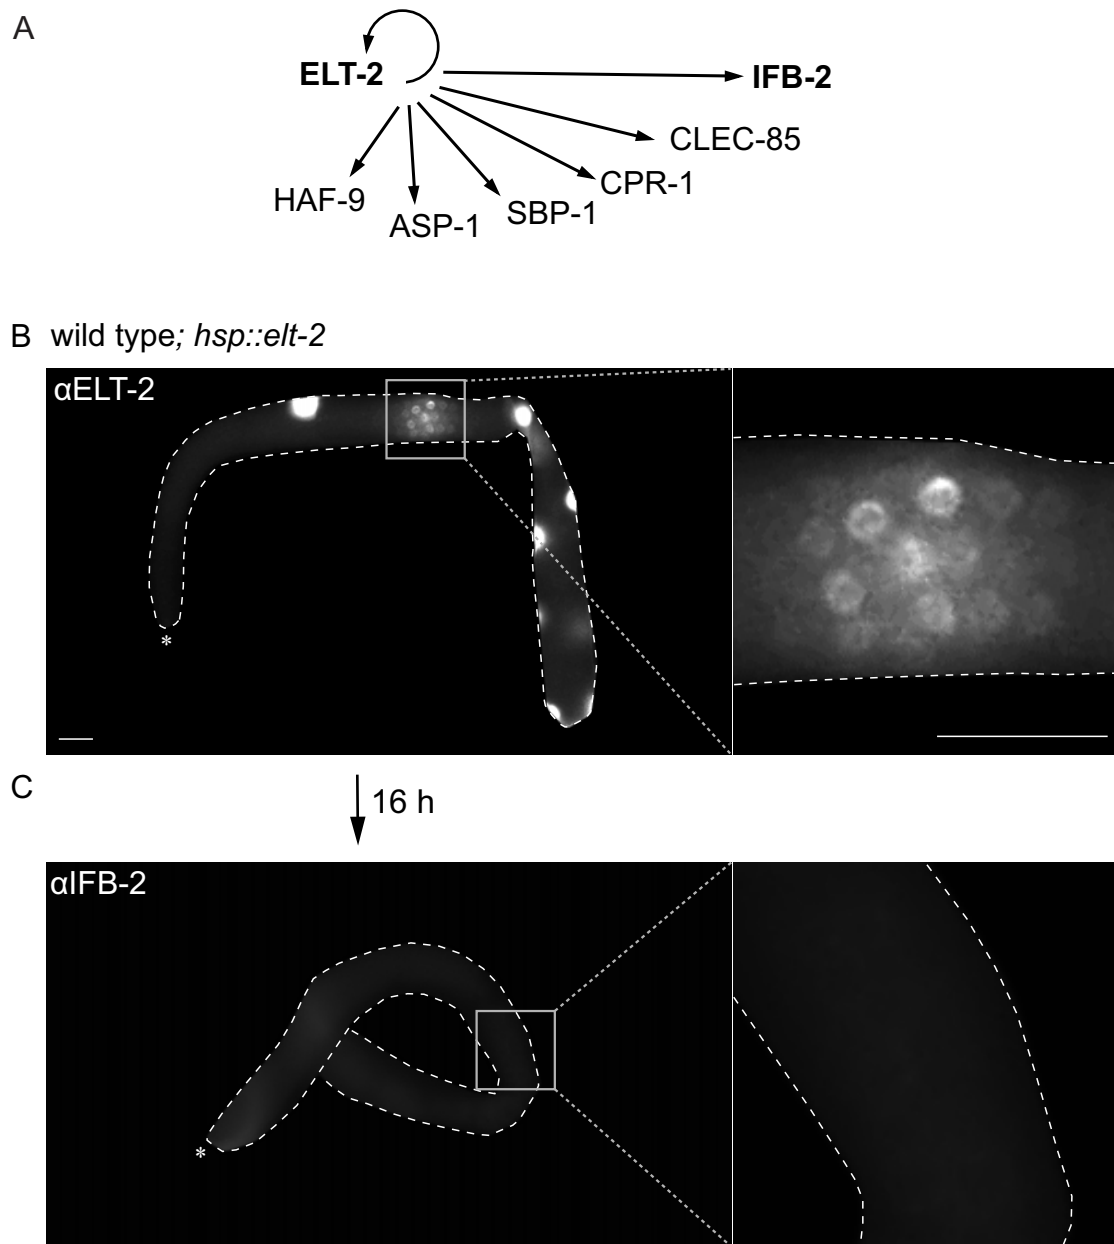 A
ELT-2
IFB-2
CLEC-85
CPR-1
HAF-9
SBP-1
ASP-1
B wild type; hsp::elt-2
αELT-2
*
C
16 h
αIFB-2
*